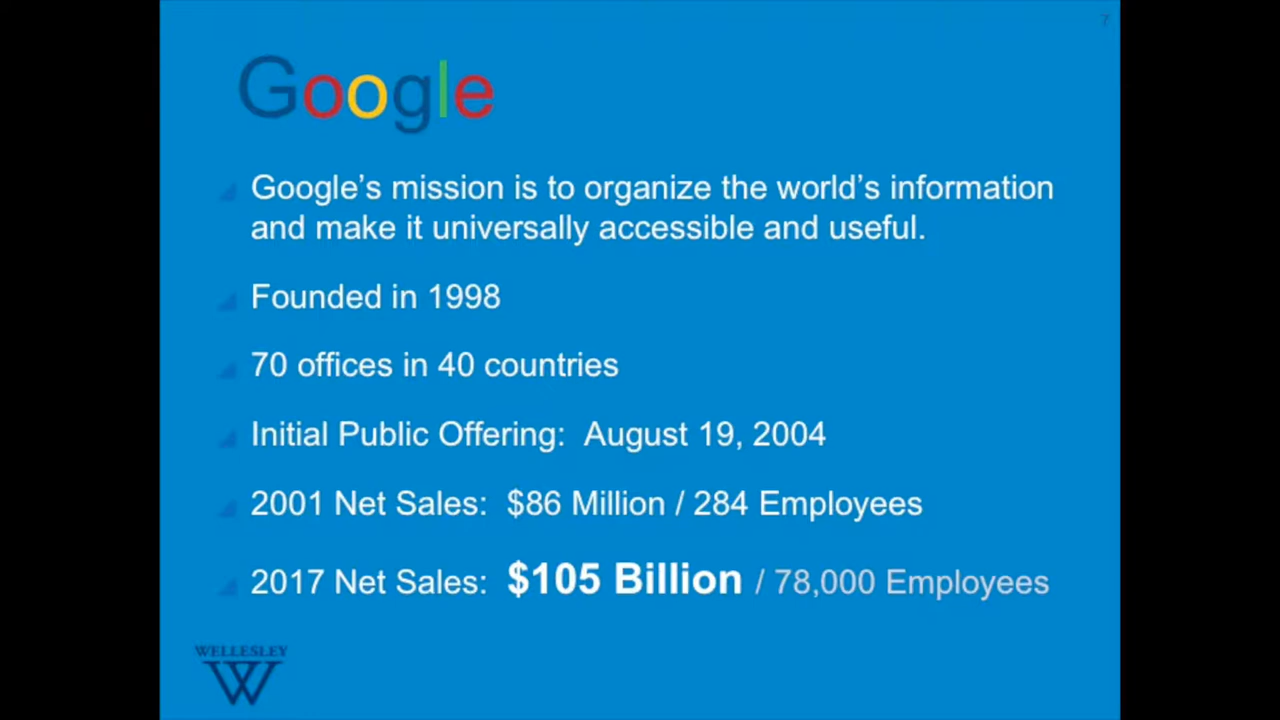 7
Google
Google’s mission is to organize the world’s information
and make it universally accessible and useful.
Founded in 1998
70 offices in 40 countries
Initial Public Offering:  August 19, 2004
2001 Net Sales:  $86 Million / 284 Employees
2017 Net Sales:  $105 Billion / 78,000 Employees
WELLESLEY
W